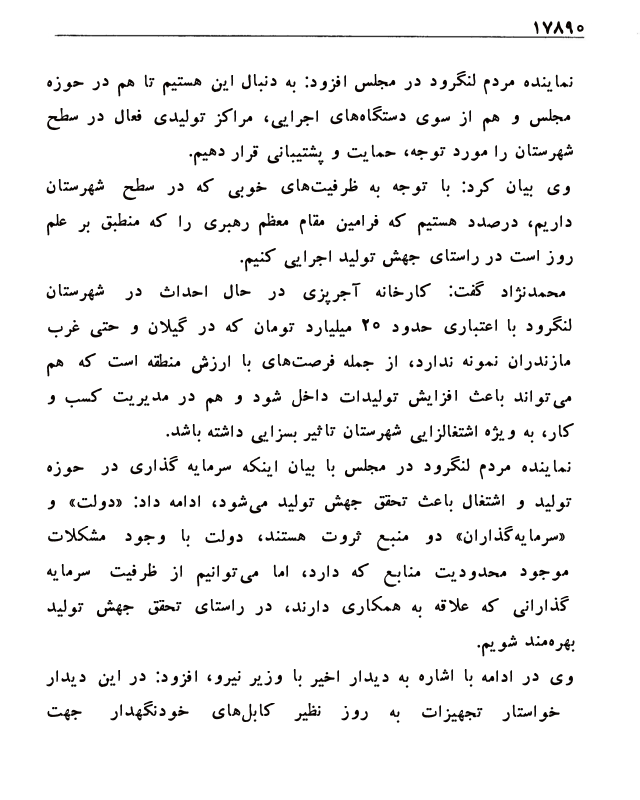 ۱۷۸۹۰
نماینده مردم لنگرود در مجلس افزود: به دنبال این هستیم تا هم در حوزه
مجلس و هم از سوی دستگاه‌های اجرایی، مراکز تولیدی فعال در سطح
شهرستان را مورد توجه، حمایت و پشتیبانی قرار دهیم.
وی بیان کرد: با توجه به ظرفیت‌های خوبی که در سطح شهرستان
داریم، درصدد هستیم که فرامین مقام معظم رهبری را که منطبق بر علم
روز است در راستای جهش تولید اجرایی کنیم.
محمدنژاد گفت: کارخانه آجرپزی در حال احداث در شهرستان
لنگرود با اعتباری حدود ۲۰ میلیارد تومان که در گیلان و حتی غرب
مازندران نمونه ندارد، از جمله فرصت‌های با ارزش منطقه است که هم
می‌تواند باعث افزایش تولیدات داخل شود و هم در مدیریت کسب و
کار، به ویژه اشتغالزایی شهرستان تاثیر بسزایی داشته باشد.
نماینده مردم لنگرود در مجلس با بیان اینکه سرمایه گذاری در حوزه
تولید و اشتغال باعث تحقق جهش تولید می‌شود، ادامه داد: «دولت» و
«سرمایه‌گذاران» دو منبع ثروت هستند، دولت با وجود مشکلات
موجود محدودیت منابع که دارد، اما می‌توانیم از ظرفیت سرمایه
گذارانی که علاقه به همکاری دارند، در راستای تحقق جهش تولید
بهره‌مند شویم.
وی در ادامه با اشاره به دیدار اخیر با وزیر نیرو، افزود: در این دیدار
خواستار تجهیزات به روز نظیر کابل‌های خودنگهدار جهت